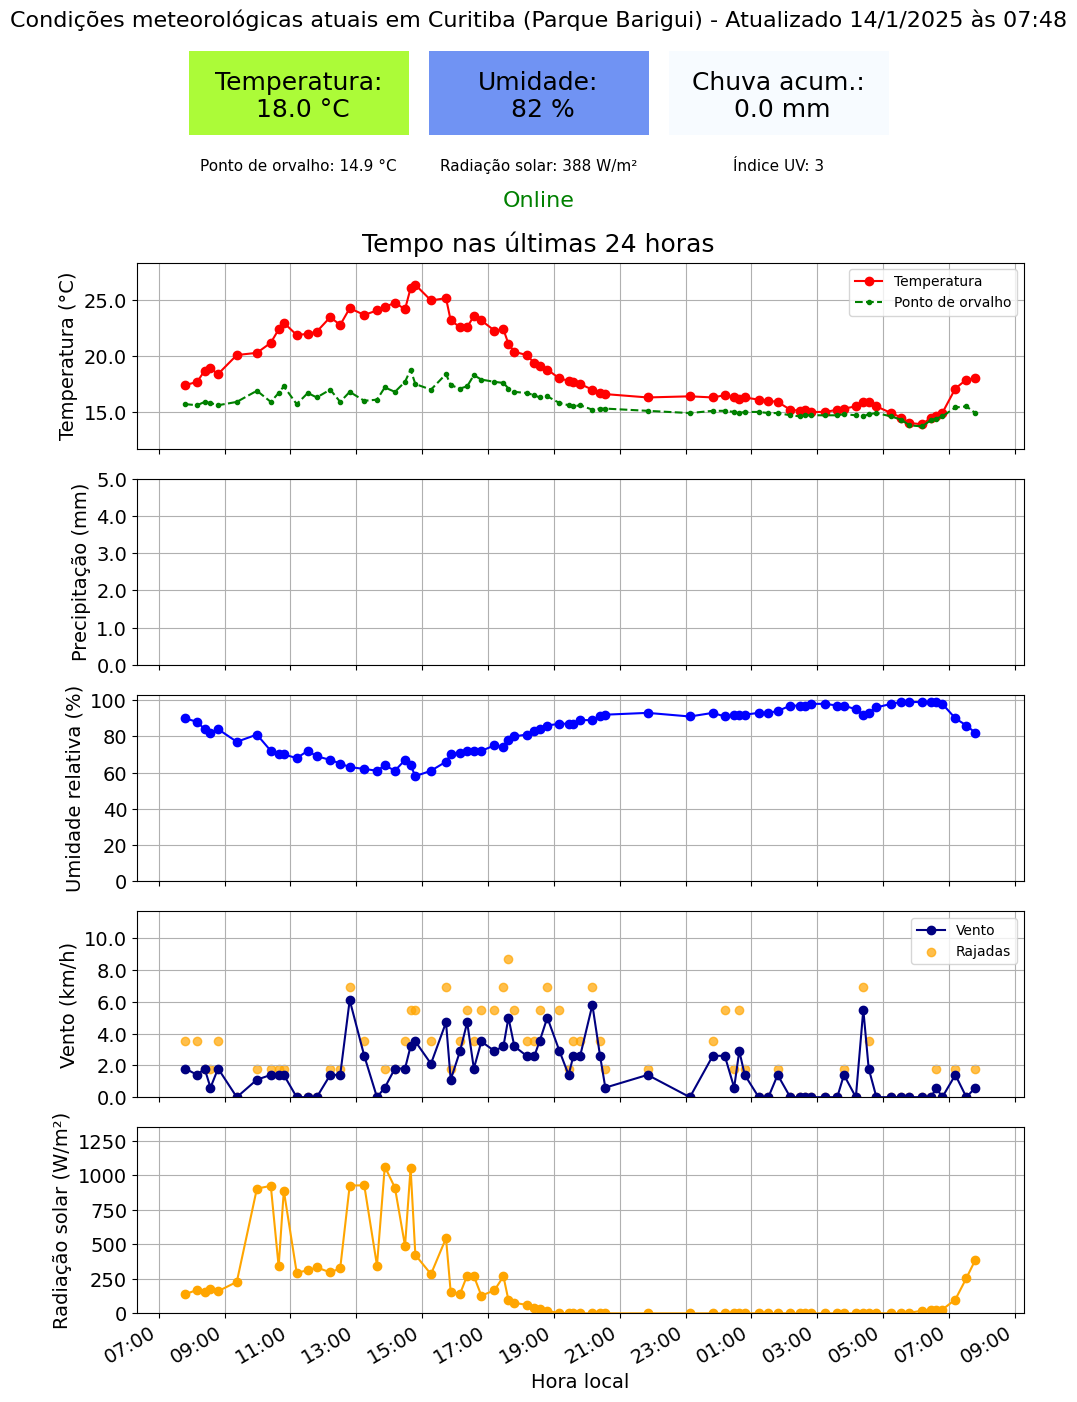 Condições meteorológicas atuais em Curitiba (Parque Barigui) - Atualizado 14/1/2025 às 07:48
Temperatura:
18.0 °C
Umidade:
82 %
Chuva acum.:
0.0 mm
Ponto de orvalho: 14.9 °C
Radiação solar: 388 W/m²
Índice UV: 3
Online
Tempo nas últimas 24 horas
Temperatura (°C)
25.0
20.0
15.0
Temperatura
Ponto de orvalho
Precipitação (mm)
5.0
4.0
3.0
2.0
1.0
0.0
Umidade relativa (%)
100
80
60
40
20
0
Vento (km/h)
10.0
8.0
6.0
4.0
2.0
0.0
Vento
Rajadas
Radiação solar (W/m²)
1250
1000
750
500
250
0
07:00
09:00
11:00
13:00
15:00
17:00
19:00
21:00
23:00
01:00
03:00
05:00
07:00
09:00
Hora local